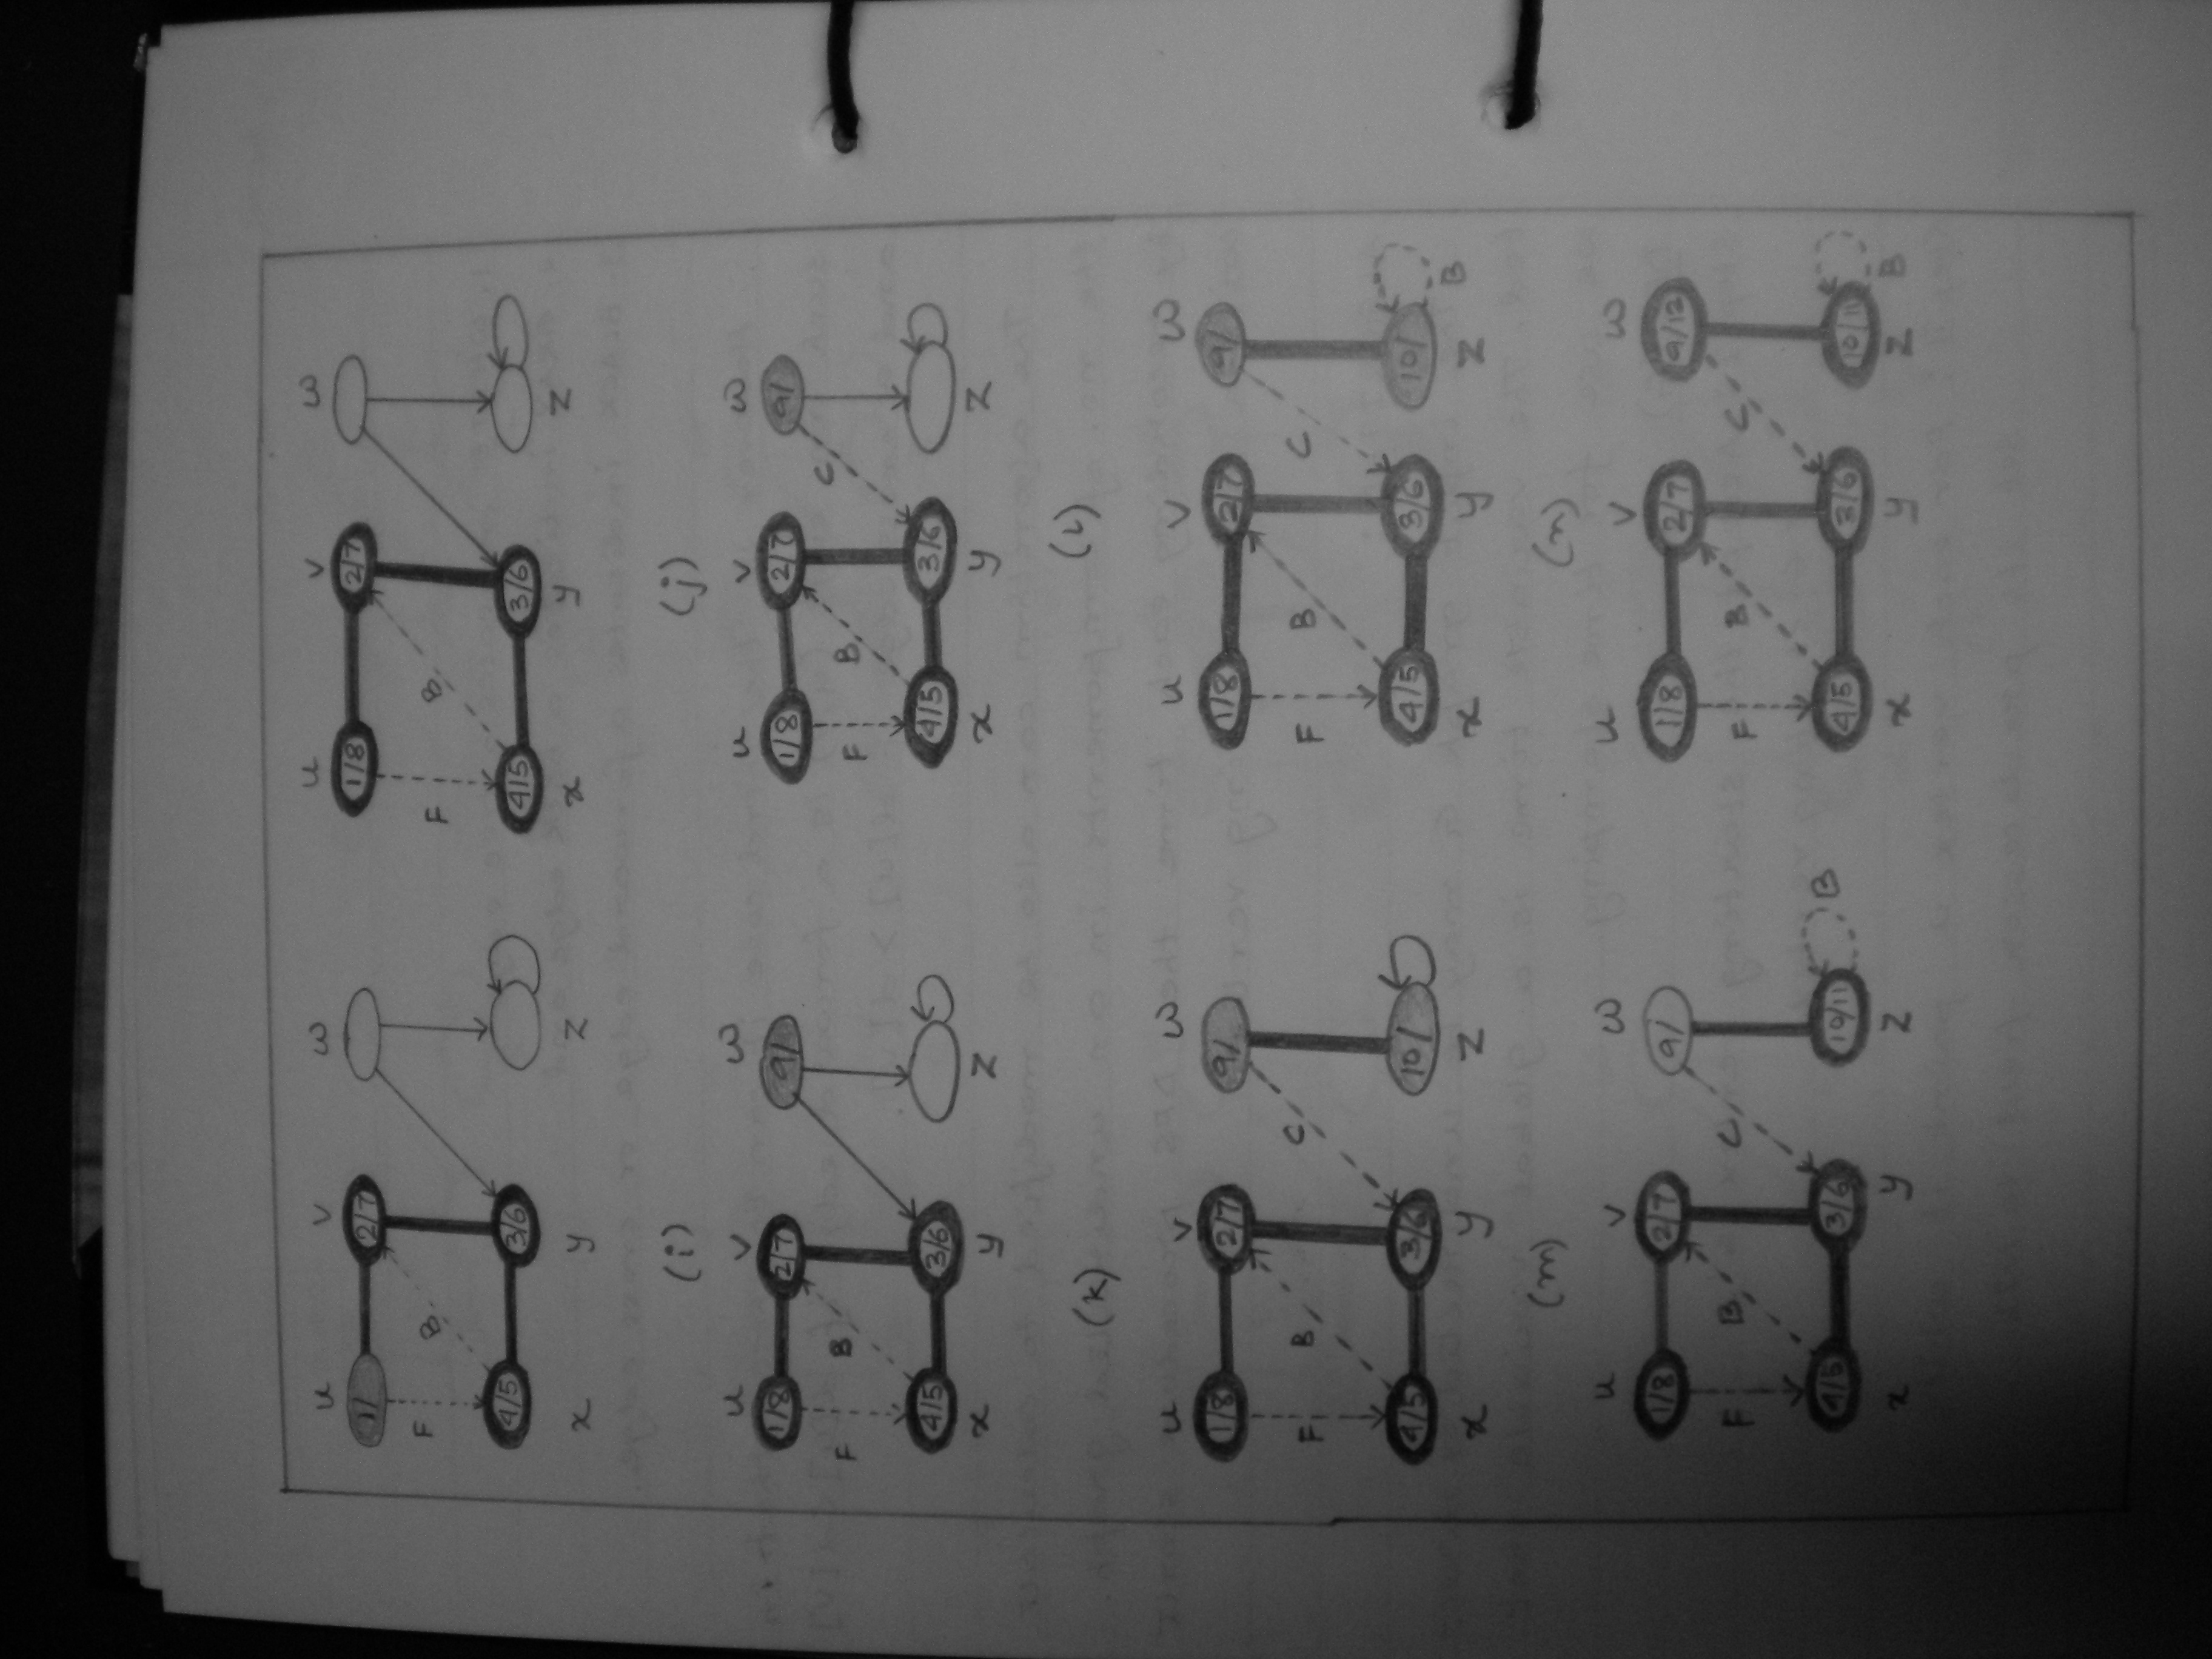 u v w
1/ 2/7
F B
4/5 3/6
x y z
u v w
1/8 2/7
F B
4/5 3/6
x y z
(i) (j)
u v w
1/8 2/7 9/
F B
4/5 3/6
x y z
u v w
1/8 2/7 9/
F B C
4/5 3/6
x y z
(k) (l)
u v w
1/8 2/7 9/
F B C
4/5 3/6 10/
x y z
u v w
1/8 2/7 9/
F B C
4/5 3/6 10/ B
x y z
(m) (n)
u v w
1/8 2/7 9/
F B C
4/5 3/6 10/11 B
x y z
u v w
1/8 2/7 9/12
F B C
4/5 3/6 10/11 B
x y z